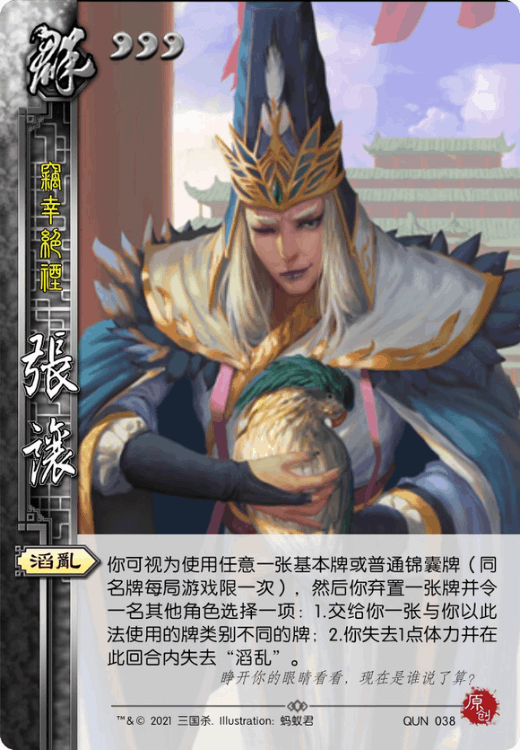 群
竊幸絶禋
張讓
滔亂
你可视为使用任意一张基本牌或普通锦囊牌（同
名牌每局游戏限一次），然后你弃置一张牌并令
一名其他角色选择一项：1.交给你一张与你以此
法使用的牌类别不同的牌；2.你失去1点体力并在
此回合内失去“滔乱”。
睁开你的眼睛看看，现在是谁说了算？
™&© 2021 三国杀. Illustration: 蚂蚁君
QUN 038
原创